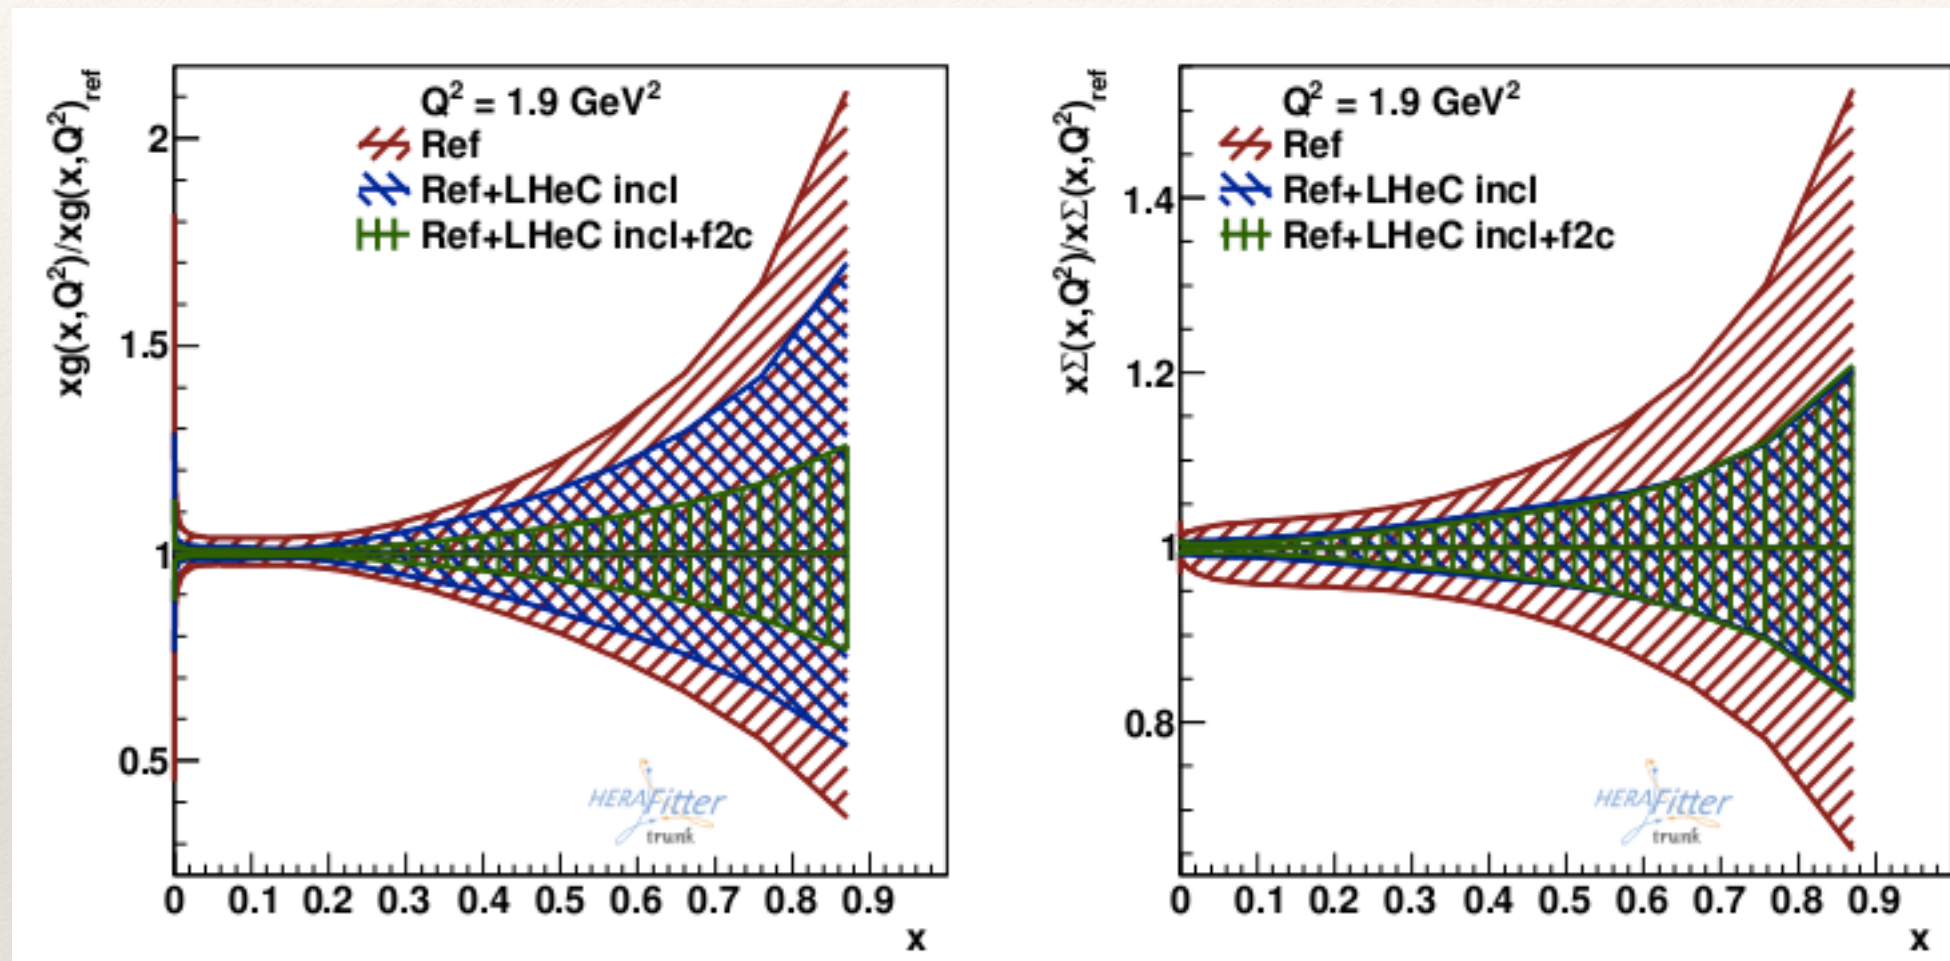 xg(x,Q²)/xg(x,Q²)ref
Q² = 1.9 GeV²
Ref
Ref+LHeC incl
Ref+LHeC incl+f2c
2
1.5
1
0.5
HERAFitter
trunk
0 0.1 0.2 0.3 0.4 0.5 0.6 0.7 0.8 0.9
x
xΣ(x,Q²)/xΣ(x,Q²)ref
Q² = 1.9 GeV²
Ref
Ref+LHeC incl
Ref+LHeC incl+f2c
1.4
1.2
1
0.8
HERAFitter
trunk
0 0.1 0.2 0.3 0.4 0.5 0.6 0.7 0.8 0.9
x